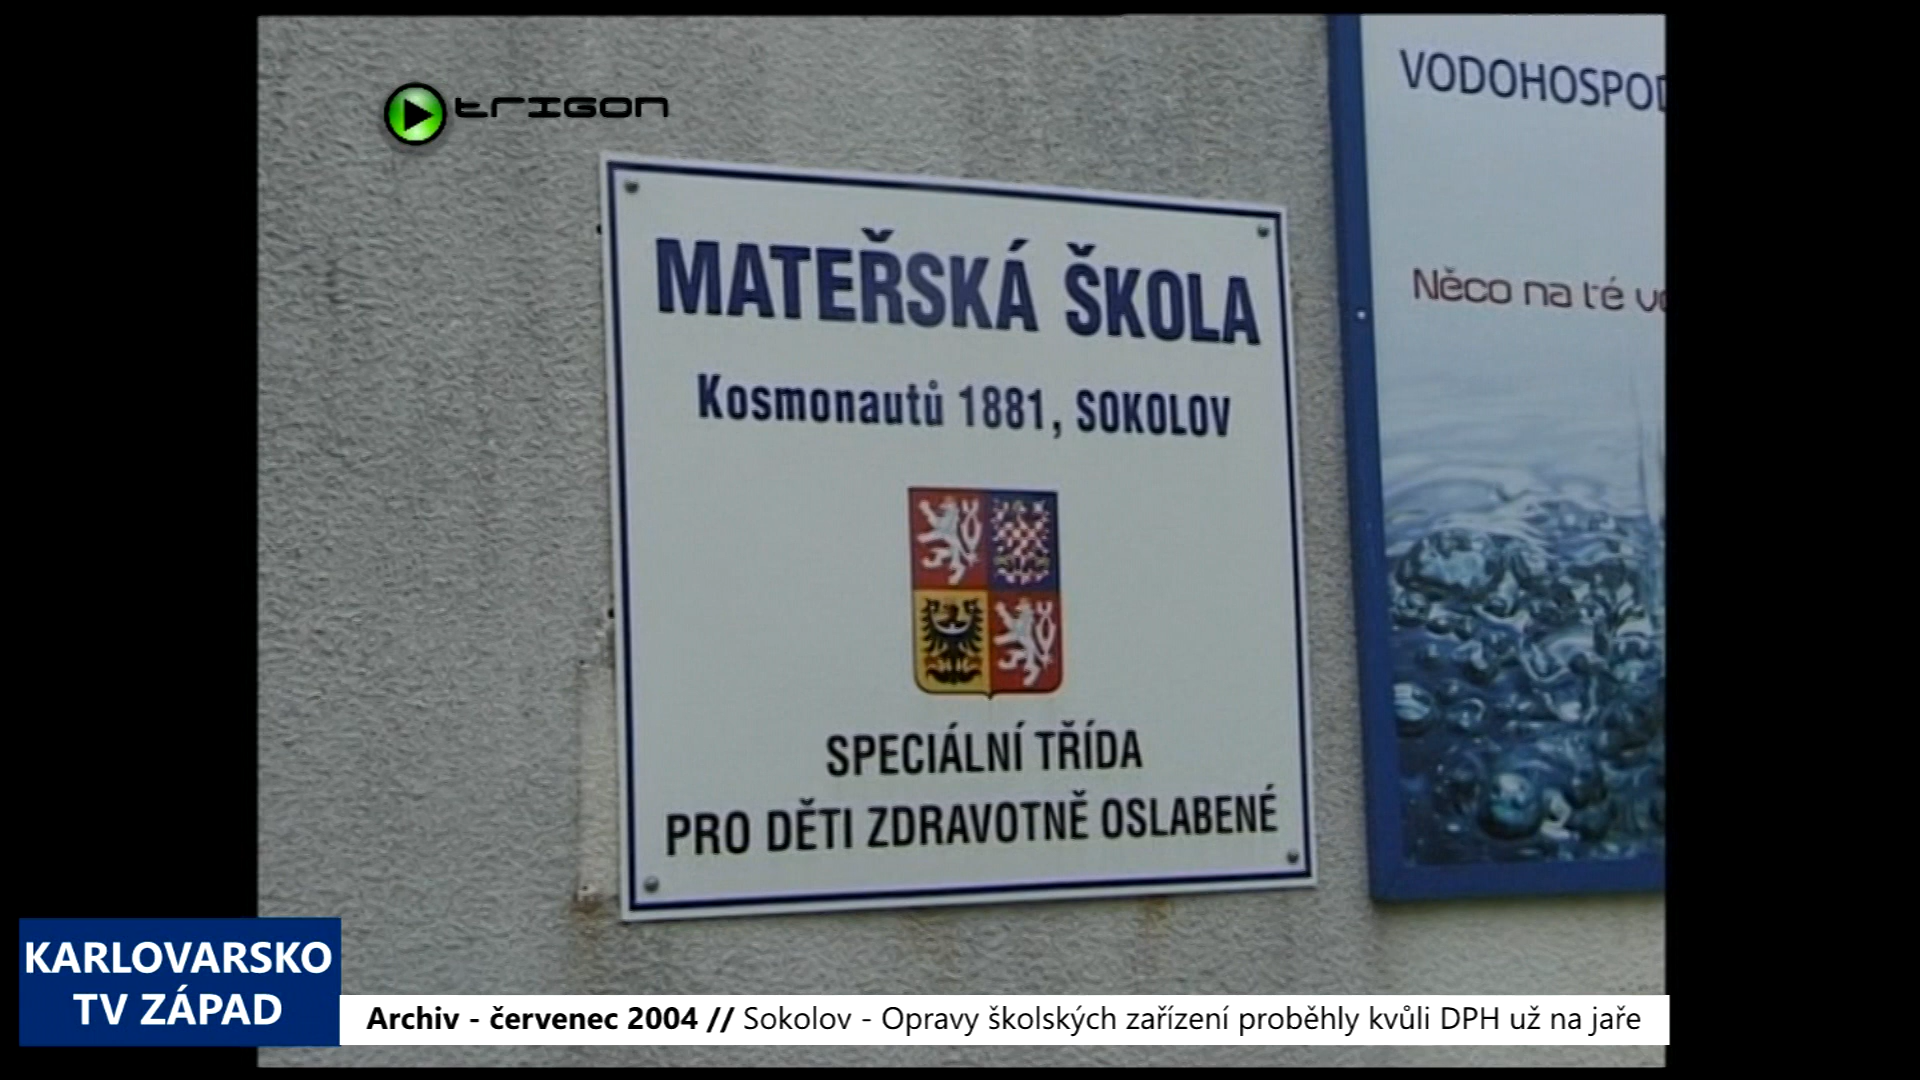 trigon
VODOHOSPOD
Něco na té vo
MATEŘSKÁ ŠKOLA
Kosmonautů 1881, SOKOLOV
SPECIÁLNÍ TŘÍDA
PRO DĚTI ZDRAVOTNĚ OSLABENÉ
KARLOVARSKO
TV ZÁPAD
Archiv - červenec 2004 // Sokolov - Opravy školských zařízení proběhly kvůli DPH už na jaře